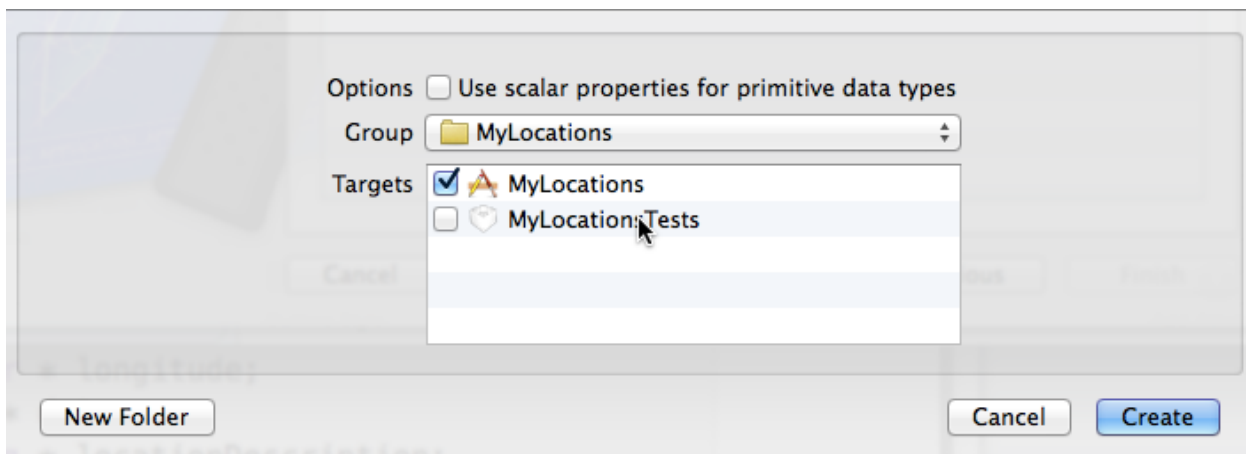 Options Use scalar properties for primitive data types
Group MyLocations
Targets MyLocations
MyLocationsTests
Cancel
Finish
longitude;
New Folder Cancel Create